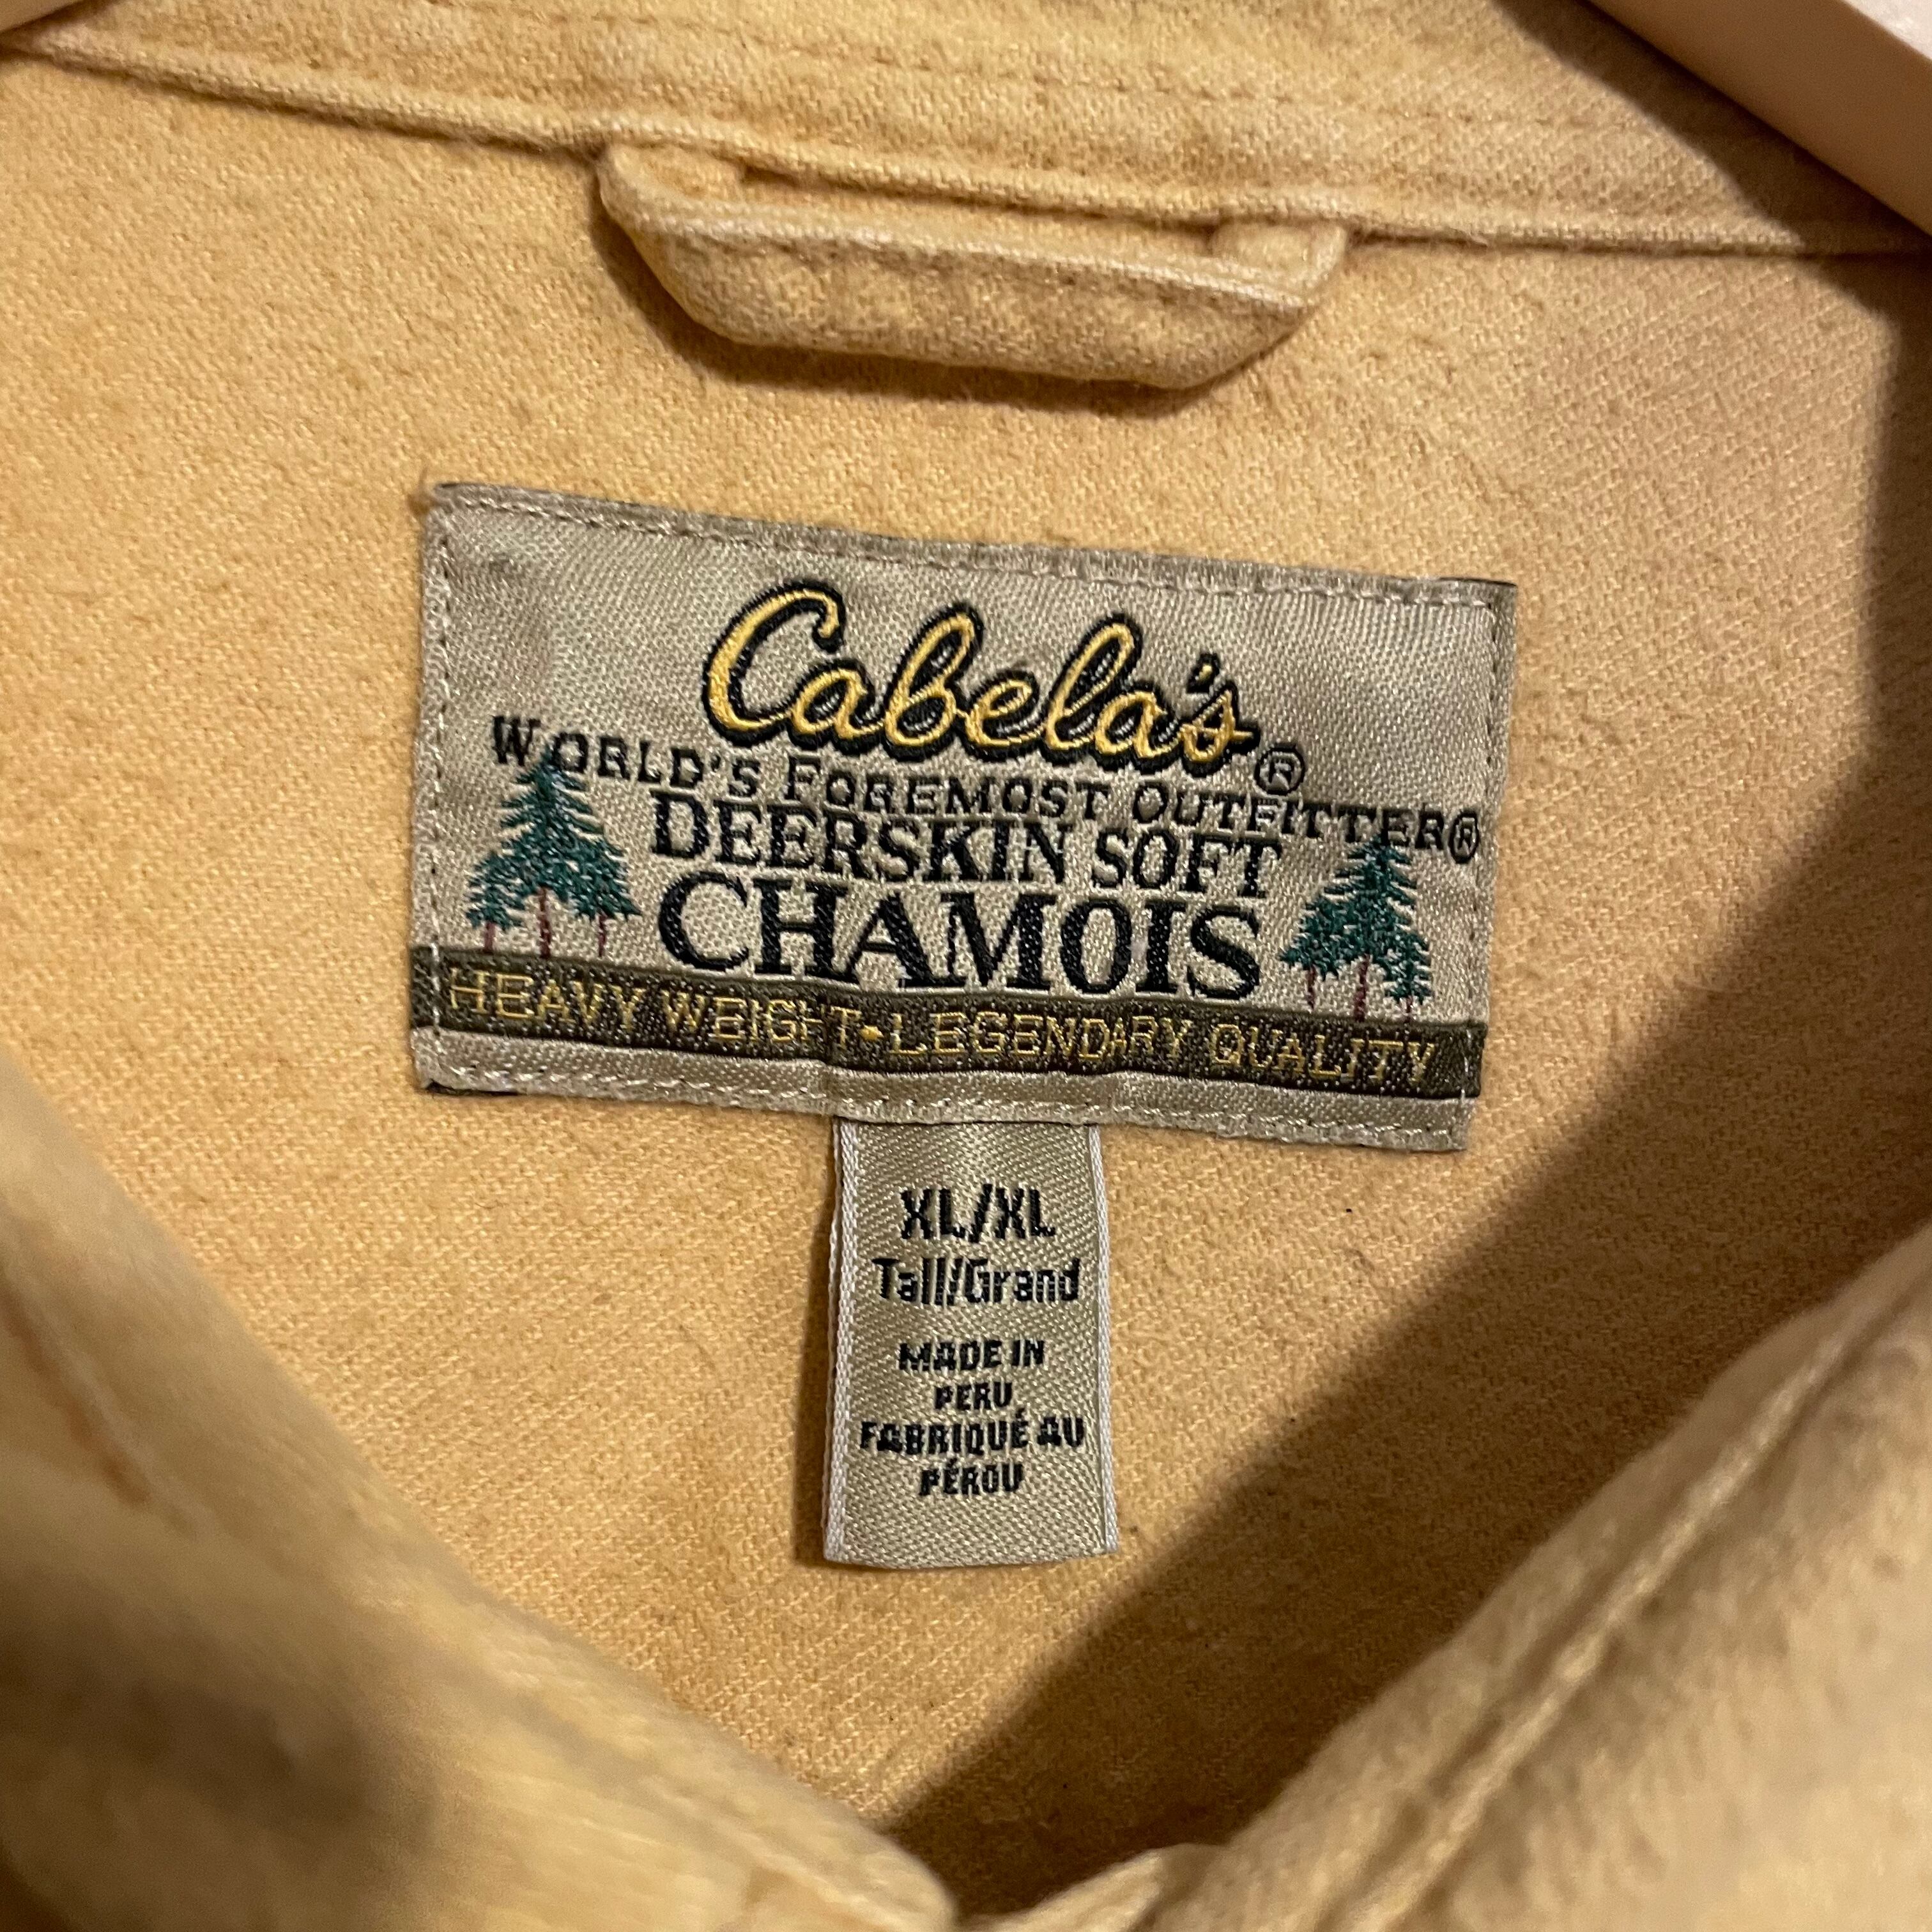 Cabela's®
WORLD'S FOREMOST OUTFITTER®
DEERSKIN SOFT
CHAMOIS
HEAVY WEIGHT • LEGENDARY QUALITY
XL/XL
Tall/Grand
MADE IN
PERU
FABRIQUÉ AU
PÉROU